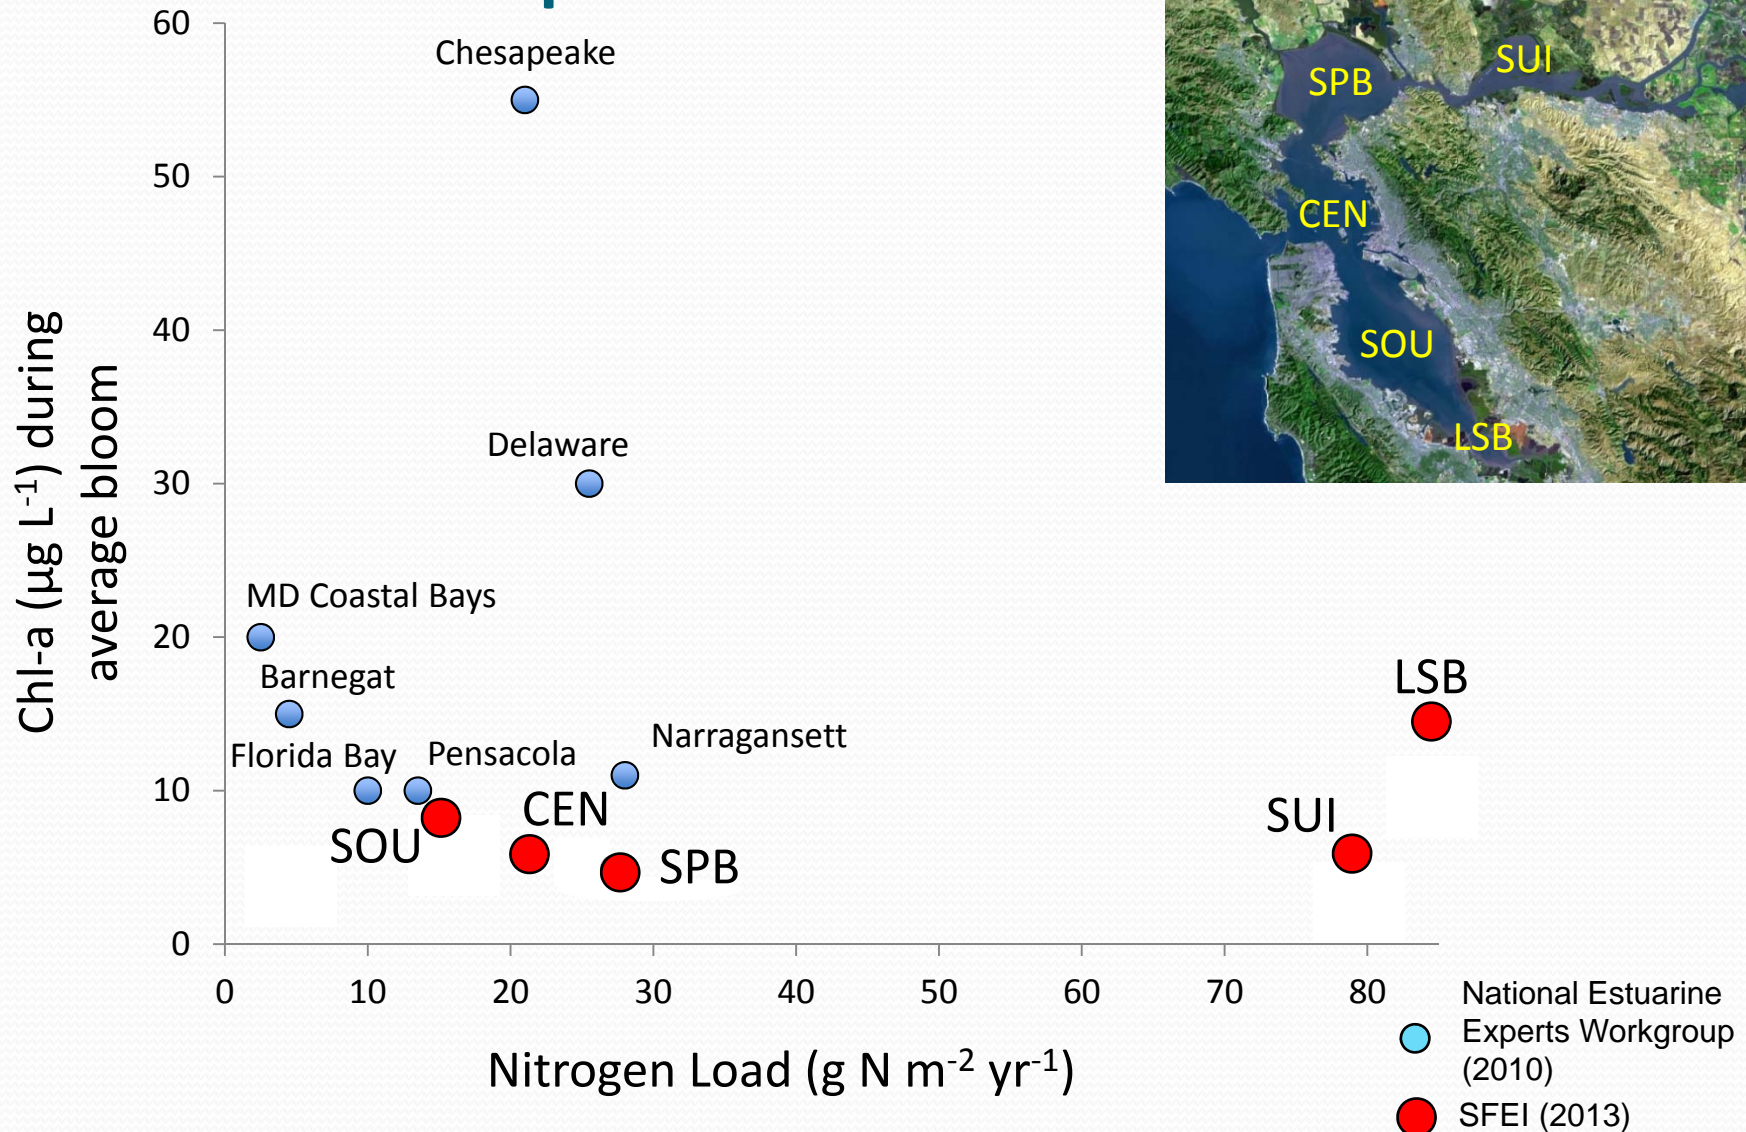 60
50
40
30
20
10
0
Chl-a (µg L-1) during
average bloom
Chesapeake
Delaware
MD Coastal Bays
Barnegat
Florida Bay
Pensacola
Narragansett
SOU
CEN
SPB
SUI
LSB
0 10 20 30 40 50 60 70 80
Nitrogen Load (g N m-2 yr-1)
SPB
SUI
CEN
SOU
LSB
National Estuarine
Experts Workgroup
(2010)
SFEI (2013)